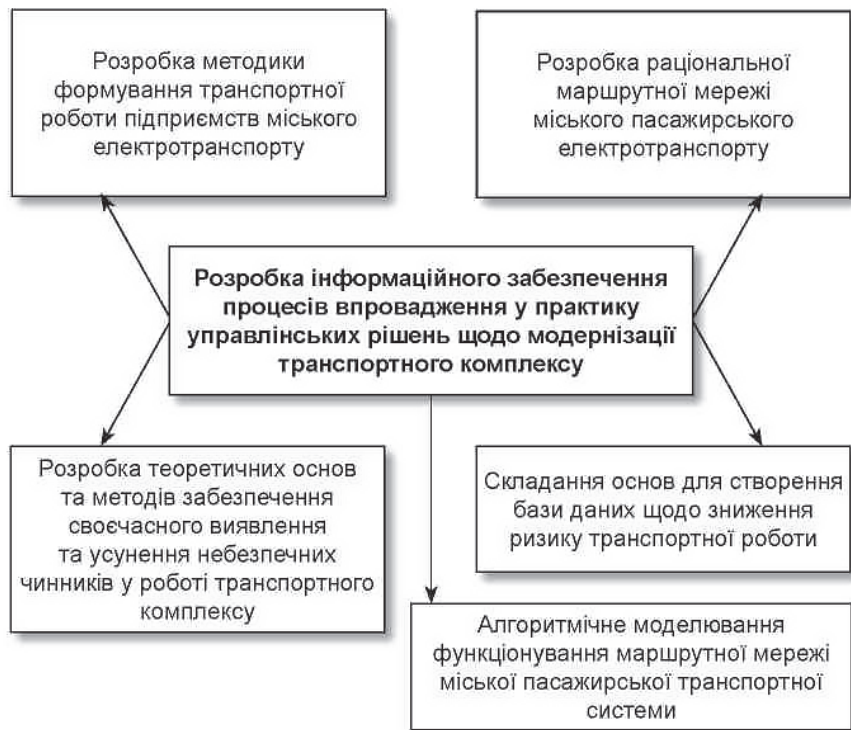 Розробка методики
формування транспортної
роботи підприємств міського
електротранспорту
Розробка раціональної
маршрутної мережі
міського пасажирського
електротранспорту
Розробка інформаційного забезпечення
процесів впровадження у практику
управлінських рішень щодо модернізації
транспортного комплексу
Розробка теоретичних основ
та методів забезпечення
своєчасного виявлення
та усунення небезпечних
чинників у роботі транспортного
комплексу
Складання основ для створення
бази даних щодо зниження
ризику транспортної роботи
Алгоритмічне моделювання
функціонування маршрутної мережі
міської пасажирської транспортної
системи